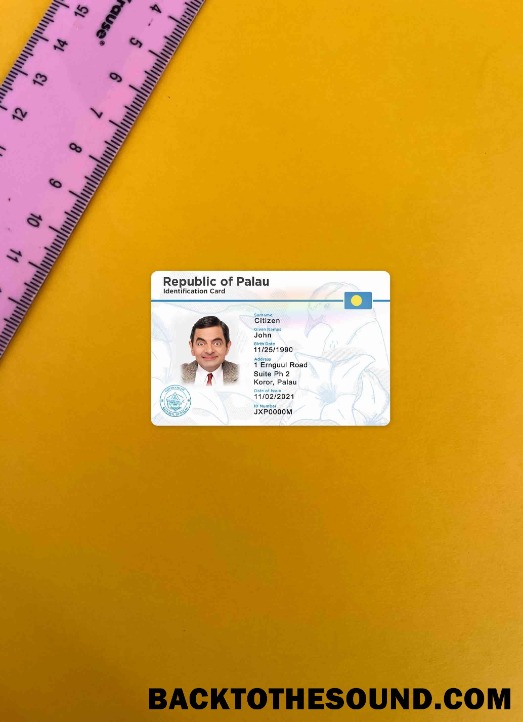 15
14
13
12
11
10
9
8
7
6
5
4
Krause
Republic of Palau
Identification Card
Surname
Citizen
Given Names
John
Birth Date
11/25/1990
Address
1 Ernguul Road
Suite Ph 2
Koror, Palau
Date of Issue
11/02/2021
ID Number
JXP0000M
BACKTOTHESOUND.COM